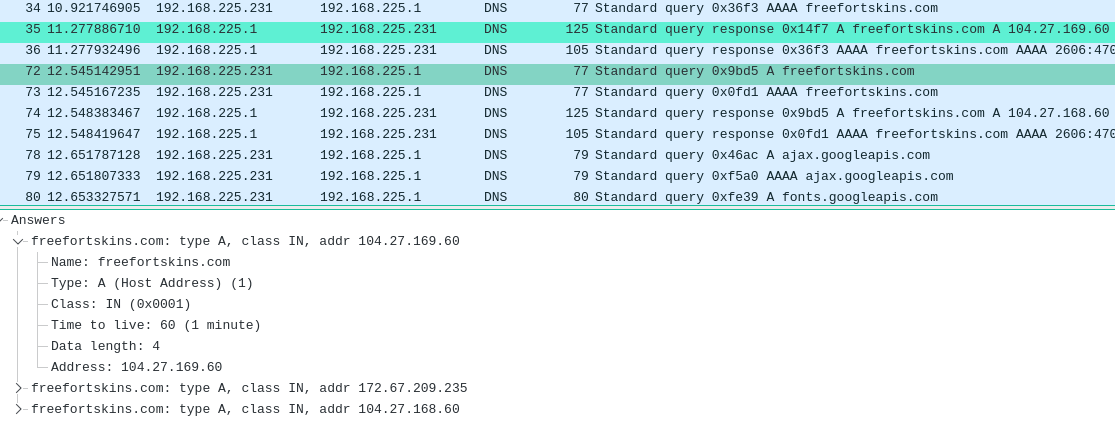 34 10.921746905 192.168.225.231 192.168.225.1 DNS 77 Standard query 0x36f3 AAAA freefortskins.com
35 11.277886710 192.168.225.1 192.168.225.231 DNS 125 Standard query response 0x14f7 A freefortskins.com A 104.27.169.60
36 11.277932496 192.168.225.1 192.168.225.231 DNS 105 Standard query response 0x36f3 AAAA freefortskins.com AAAA 2606:470
72 12.545142951 192.168.225.231 192.168.225.1 DNS 77 Standard query 0x9bd5 A freefortskins.com
73 12.545167235 192.168.225.231 192.168.225.1 DNS 77 Standard query 0x0fd1 AAAA freefortskins.com
74 12.548383467 192.168.225.1 192.168.225.231 DNS 125 Standard query response 0x9bd5 A freefortskins.com A 104.27.168.60
75 12.548419647 192.168.225.1 192.168.225.231 DNS 105 Standard query response 0x0fd1 AAAA freefortskins.com AAAA 2606:470
78 12.651787128 192.168.225.231 192.168.225.1 DNS 79 Standard query 0x46ac A ajax.googleapis.com
79 12.651807333 192.168.225.231 192.168.225.1 DNS 79 Standard query 0xf5a0 AAAA ajax.googleapis.com
80 12.653327571 192.168.225.231 192.168.225.1 DNS 80 Standard query 0xfe39 A fonts.googleapis.com
Answers
freefortskins.com: type A, class IN, addr 104.27.169.60
Name: freefortskins.com
Type: A (Host Address) (1)
Class: IN (0x0001)
Time to live: 60 (1 minute)
Data length: 4
Address: 104.27.169.60
freefortskins.com: type A, class IN, addr 172.67.209.235
freefortskins.com: type A, class IN, addr 104.27.168.60